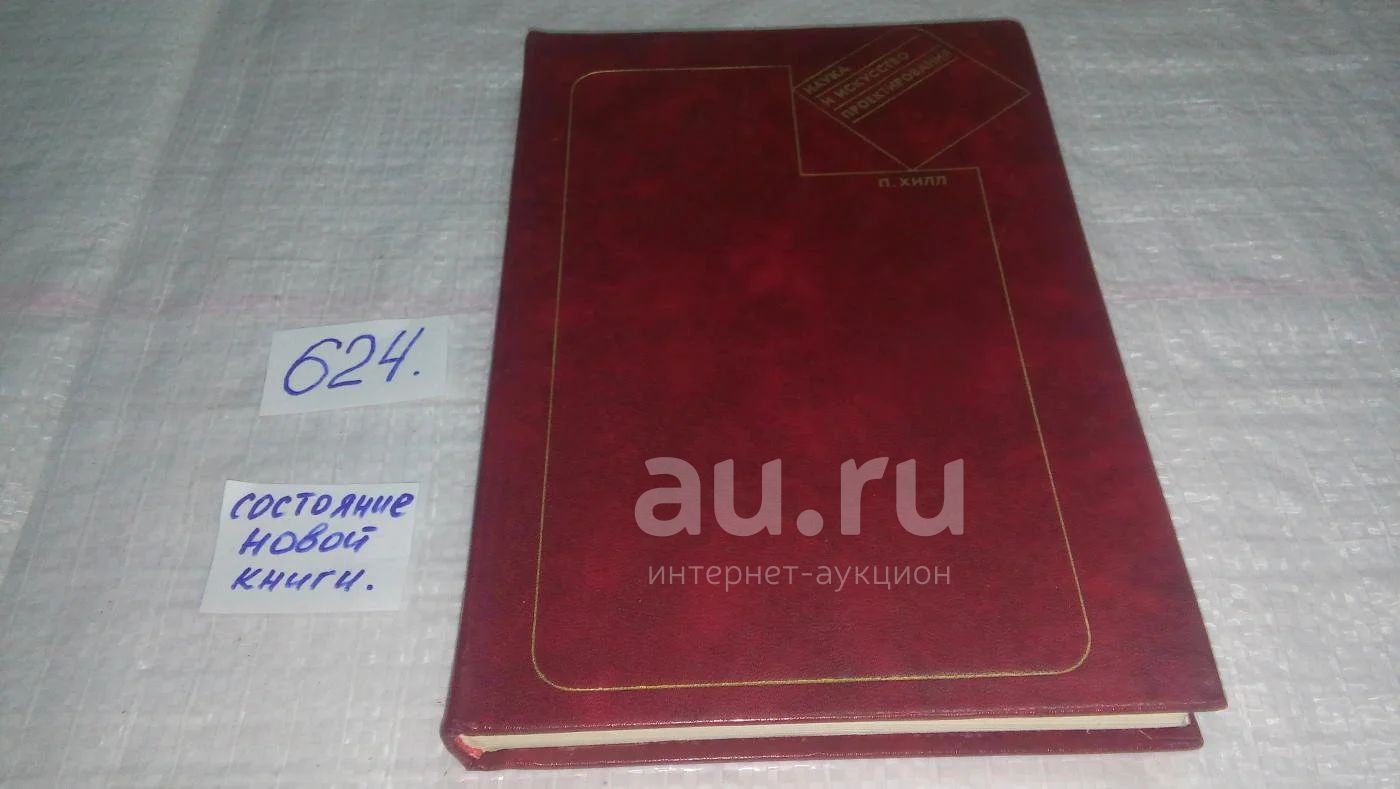 НАУКА
И ИСКУССТВО
ПРОЕКТИРОВАНИЯ
П. ХИЛЛ
624.
состояние
новой
книги.
au.ru
интернет-аукцион